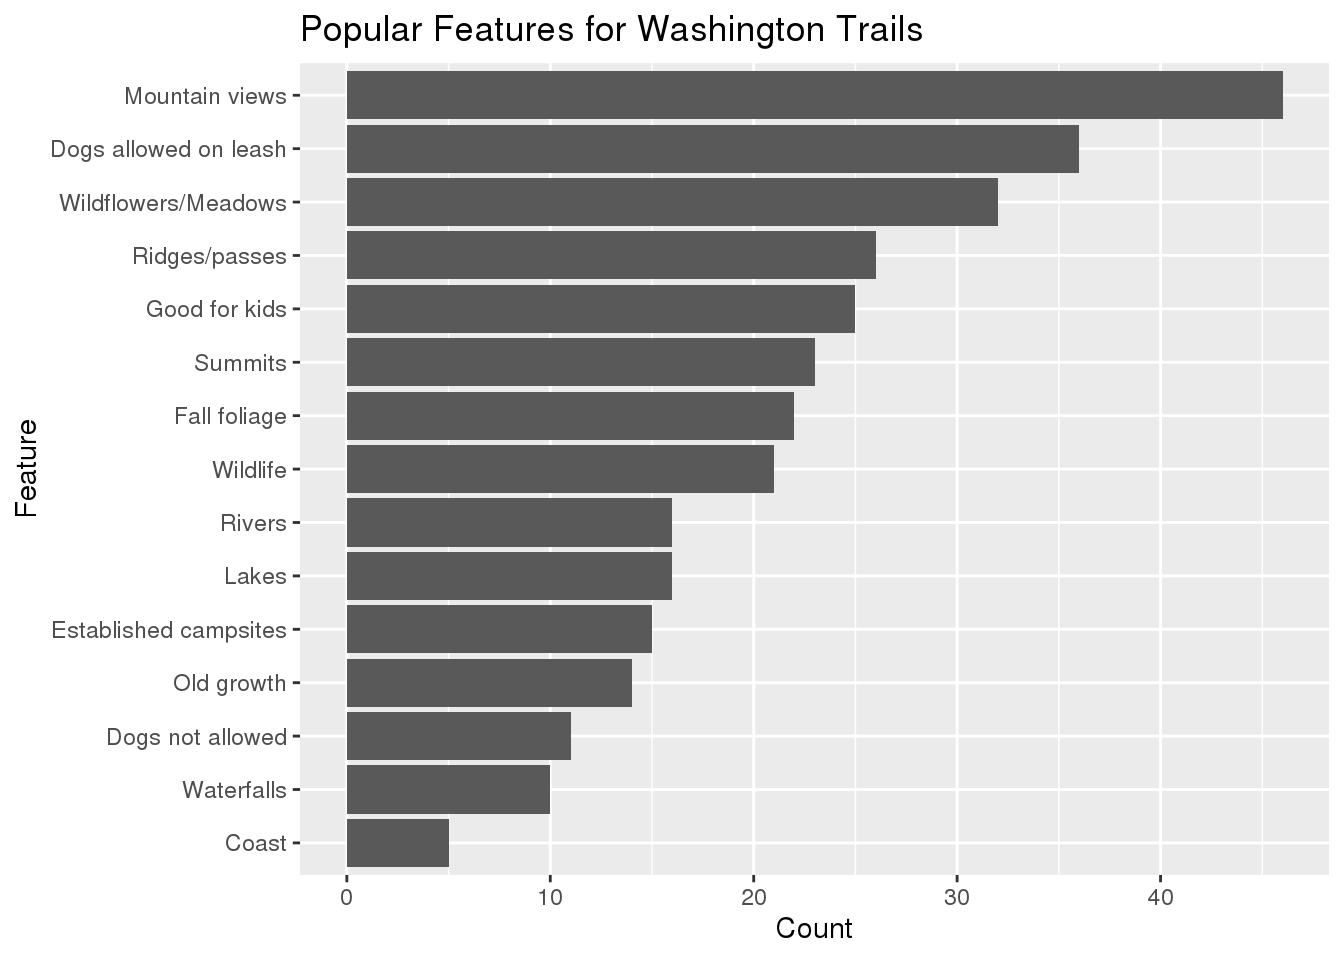 Popular Features for Washington Trails
Mountain views
Dogs allowed on leash
Wildflowers/Meadows
Ridges/passes
Good for kids
Summits
Fall foliage
Wildlife
Rivers
Lakes
Established campsites
Old growth
Dogs not allowed
Waterfalls
Coast
Feature
0 10 20 30 40
Count